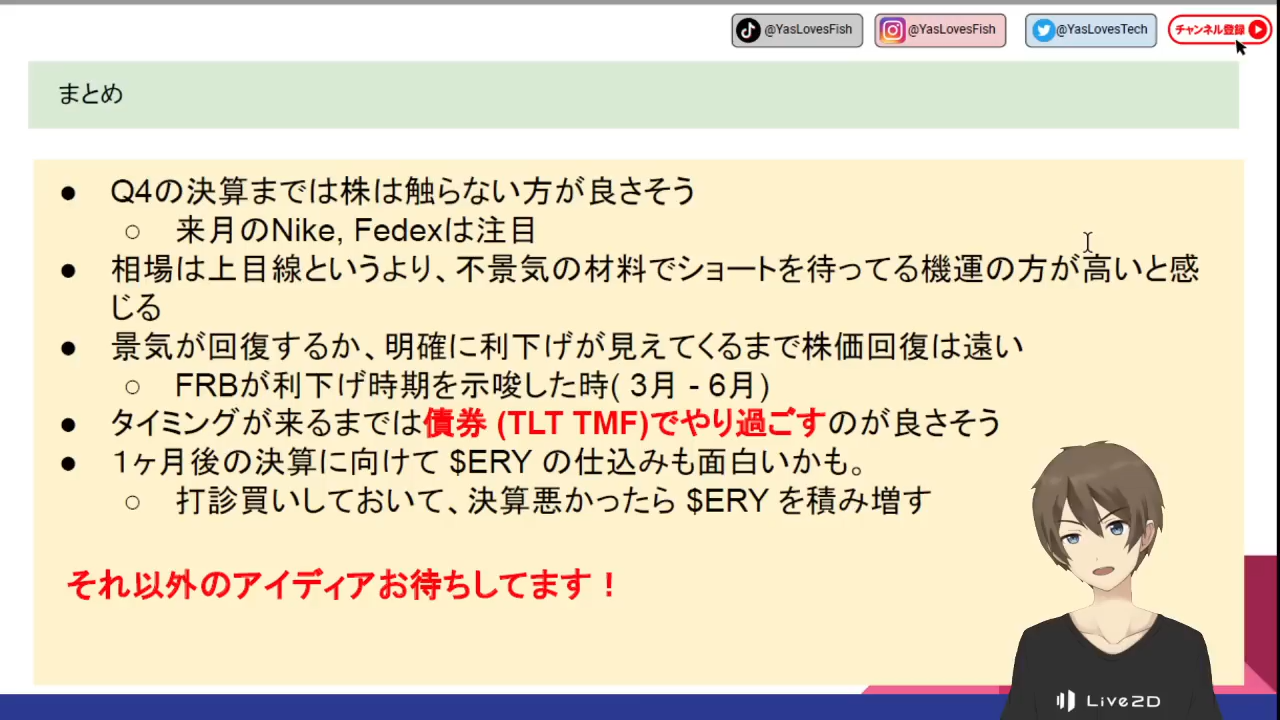 @YasLovesFish
@YasLovesFish
@YasLovesTech
チャンネル登録
まとめ
● Q4の決算までは株は触らない方が良さそう
○ 来月のNike, Fedexは注目
● 相場は上目線というより、不景気の材料でショートを待ってる機運の方が高いと感
じる
● 景気が回復するか、明確に利下げが見えてくるまで株価回復は遠い
○ FRBが利下げ時期を示唆した時( 3月 - 6月)
● タイミングが来るまでは債券 (TLT TMF)でやり過ごすのが良さそう
● １ヶ月後の決算に向けて $ERY の仕込みも面白いかも。
○ 打診買いしておいて、決算悪かったら $ERY を積み増す
それ以外のアイディアお待ちしてます！
Live2D